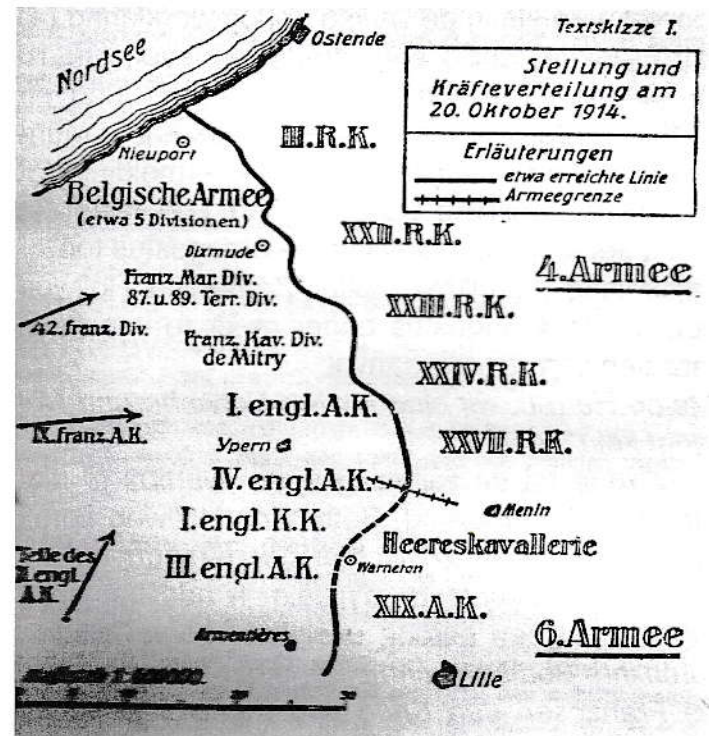 Textskizze I.
Ostende
Nordsee
Stellung und
Kräfteverteilung am
20. Oktober 1914.
Erläuterungen
etwa erreichte Linie
Armeegrenze
Nieuport
III.R.K.
Belgische Armee
(etwa 5 Divisionen)
XXII.R.K.
Dixmude
4.Armee
Franz.Mar. Div.
87.u.89. Terr. Div.
XXIII.R.K.
42.franz. Div.
Franz. Kav. Div.
de Mitry
XXIV.R.K.
I. engl. A.K.
IX.franz.A.K.
Ypern
XXVII.R.K.
IV. engl.A.K.
Menin
I.engl. K.K.
Heereskavallerie
Teile des
engl.
A.K.
III. engl. A.K.
Warneton
XIX.A.K.
Armentières
6.Armee
Lille